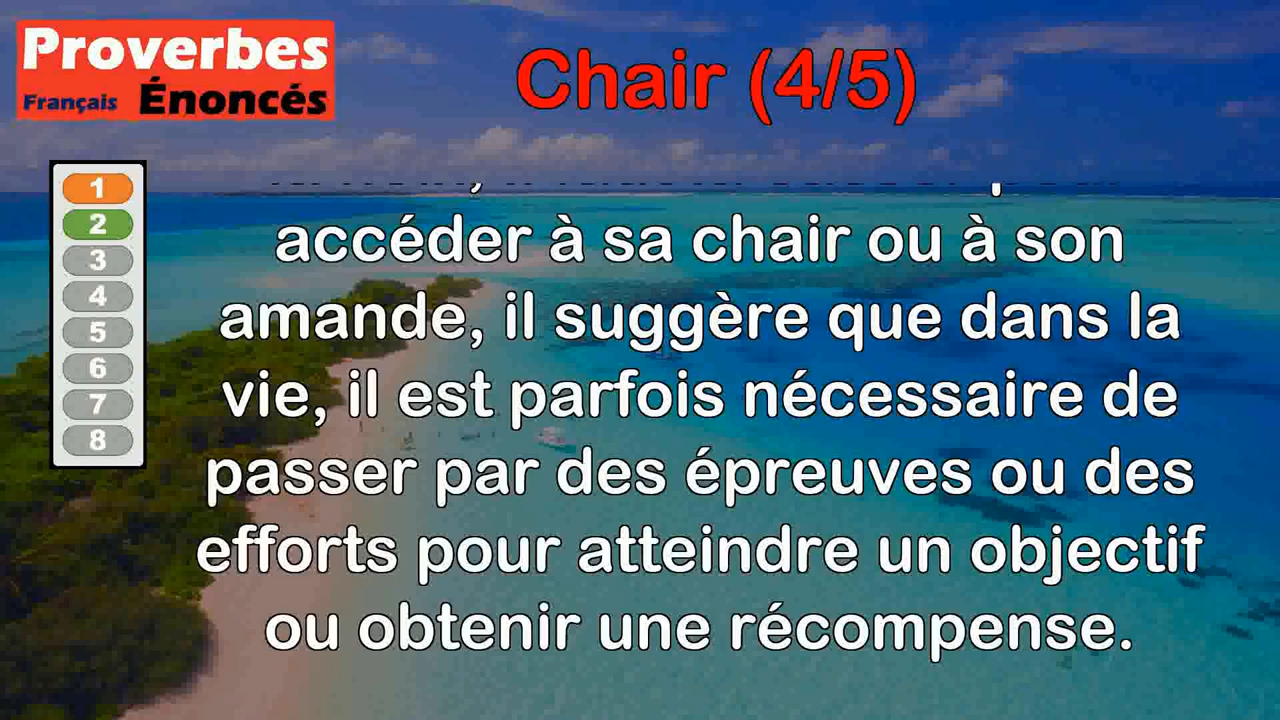 Proverbes
Français Énoncés
Chair (4/5)
1
2
3
4
5
6
7
8
accéder à sa chair ou à son
amande, il suggère que dans la
vie, il est parfois nécessaire de
passer par des épreuves ou des
efforts pour atteindre un objectif
ou obtenir une récompense.